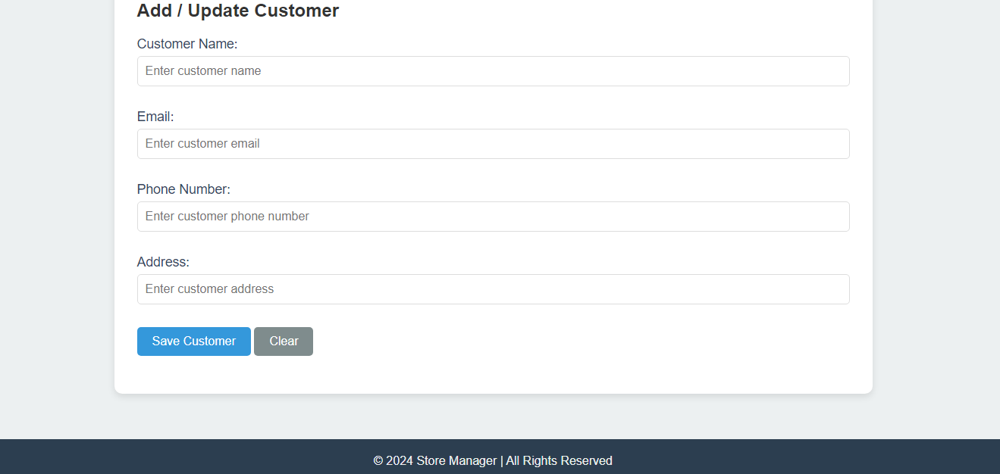 Add / Update Customer
Customer Name:
Enter customer name
Email:
Enter customer email
Phone Number:
Enter customer phone number
Address:
Enter customer address
Save Customer Clear
© 2024 Store Manager | All Rights Reserved